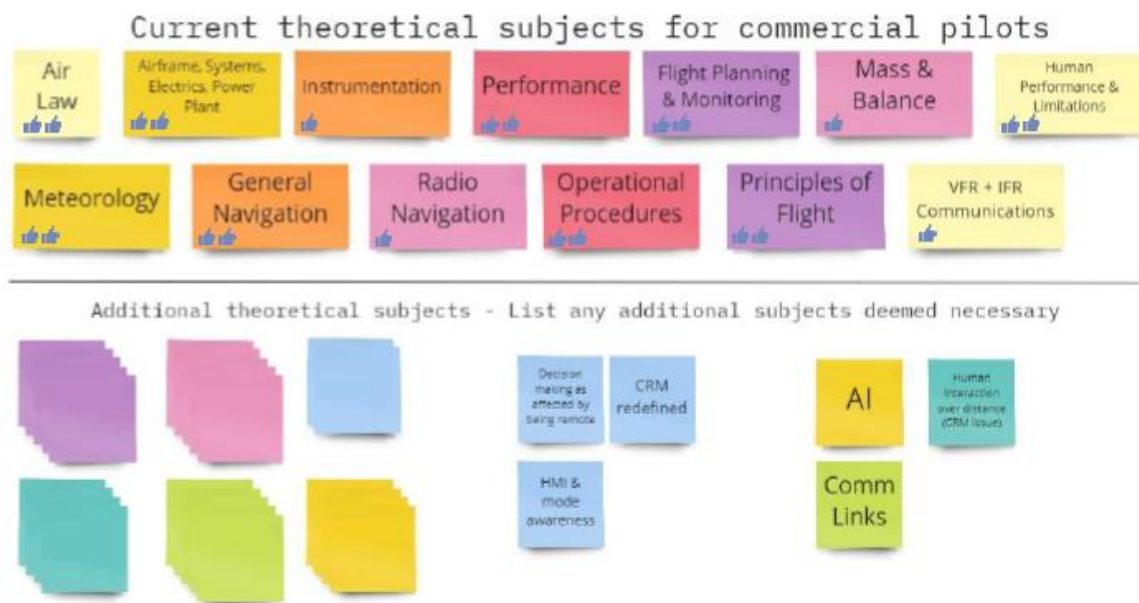 Current theoretical subjects for commercial pilots
Air
Law
Airframe, Systems,
Electrics, Power
Plant
Instrumentation
Performance
Flight Planning
& Monitoring
Mass &
Balance
Human
Performance &
Limitations
Meteorology
General
Navigation
Radio
Navigation
Operational
Procedures
Principles of
Flight
VFR + IFR
Communications
Additional theoretical subjects - List any additional subjects deemed necessary
Decision
making as
affected by
being remote
CRM
redefined
HMI &
mode
awareness
AI
Human
Interaction
over distance
(CRM issue)
Comm
Links